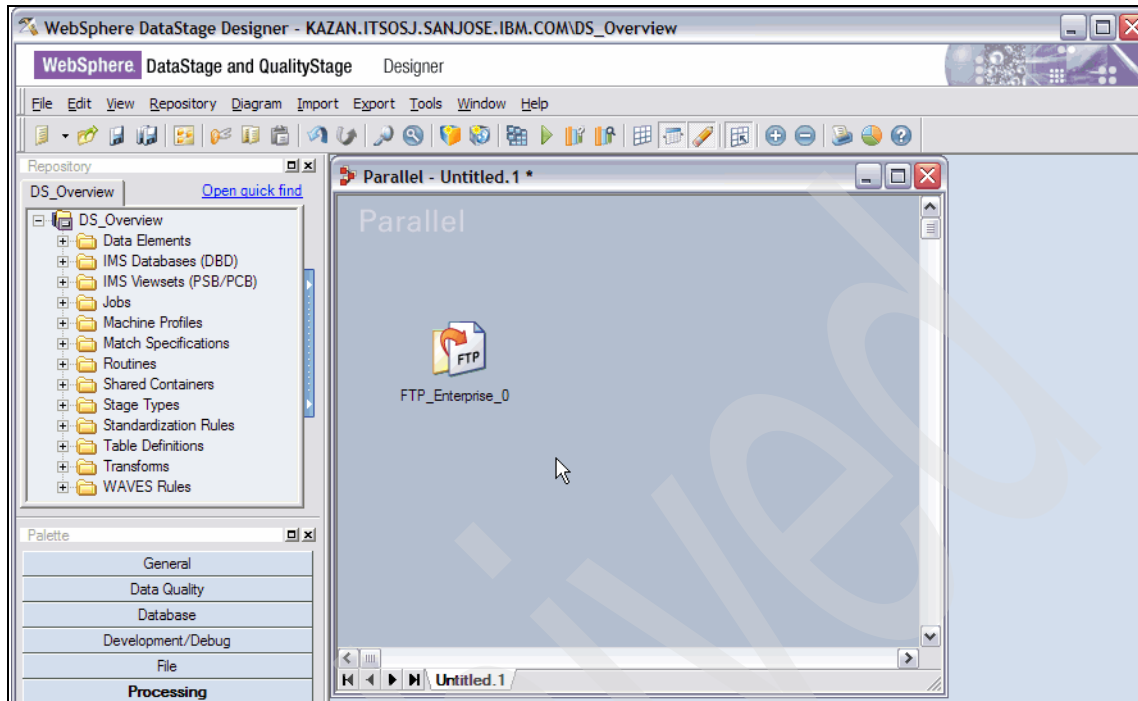 WebSphere DataStage Designer - KAZAN.ITSOSJ.SANJOSE.IBM.COM\DS_Overview
WebSphere. DataStage and QualityStage Designer
File Edit View Repository Diagram Import Export Tools Window Help
Repository
DS_Overview Open quick find
DS_Overview
Data Elements
IMS Databases (DBD)
IMS Viewsets (PSB/PCB)
Jobs
Machine Profiles
Match Specifications
Routines
Shared Containers
Stage Types
Standardization Rules
Table Definitions
Transforms
WAVES Rules
Palette
General
Data Quality
Database
Development/Debug
File
Processing
Parallel - Untitled.1 *
Parallel
FTP
FTP_Enterprise_0
Untitled.1